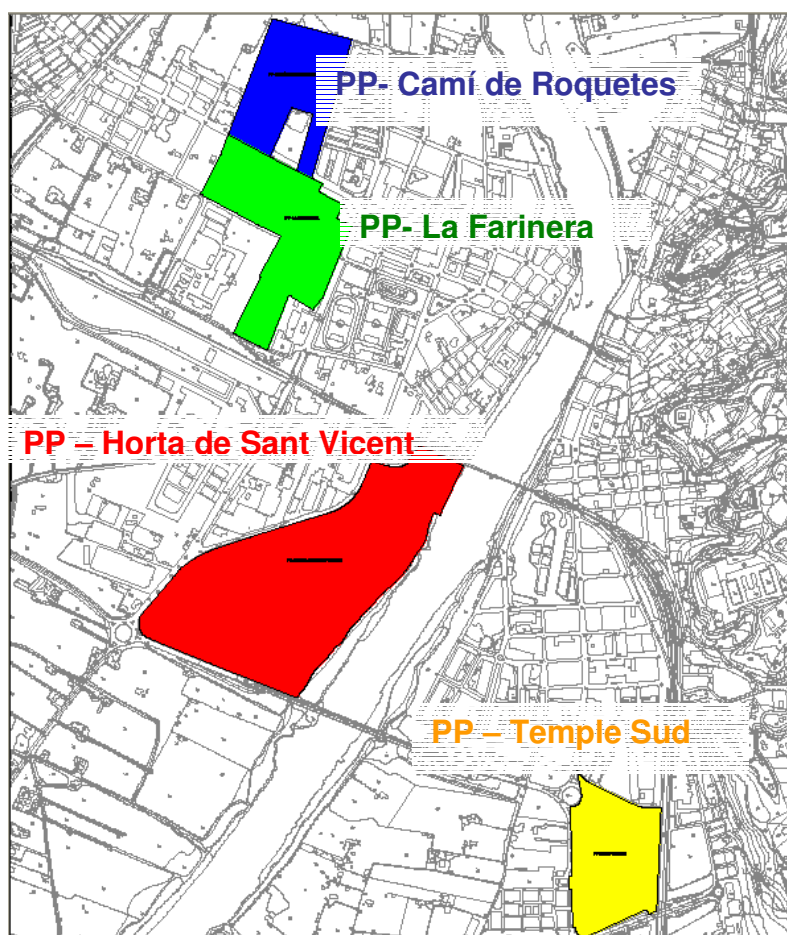 PP- Camí de Roquetes
PP- La Farinera
PP – Horta de Sant Vicent
PP – Temple Sud